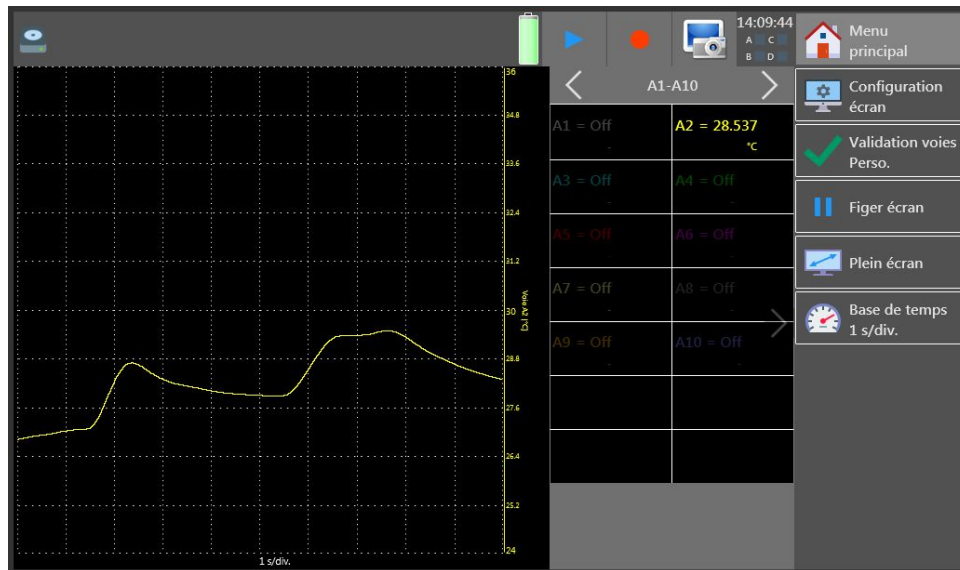 14:09:44
A C
B D
Menu
principal
A1-A10
Configuration
écran
Validation voies
Perso.
Figer écran
Plein écran
Base de temps
1 s/div.
A1 = Off
-
A2 = 28.537
°C
A3 = Off
-
A4 = Off
-
A5 = Off
-
A6 = Off
-
A7 = Off
-
A8 = Off
-
A9 = Off
-
A10 = Off
-
36
34.8
33.6
32.4
31.2
30
28.8
27.6
26.4
25.2
24
Voie A2 [°C]
1 s/div.